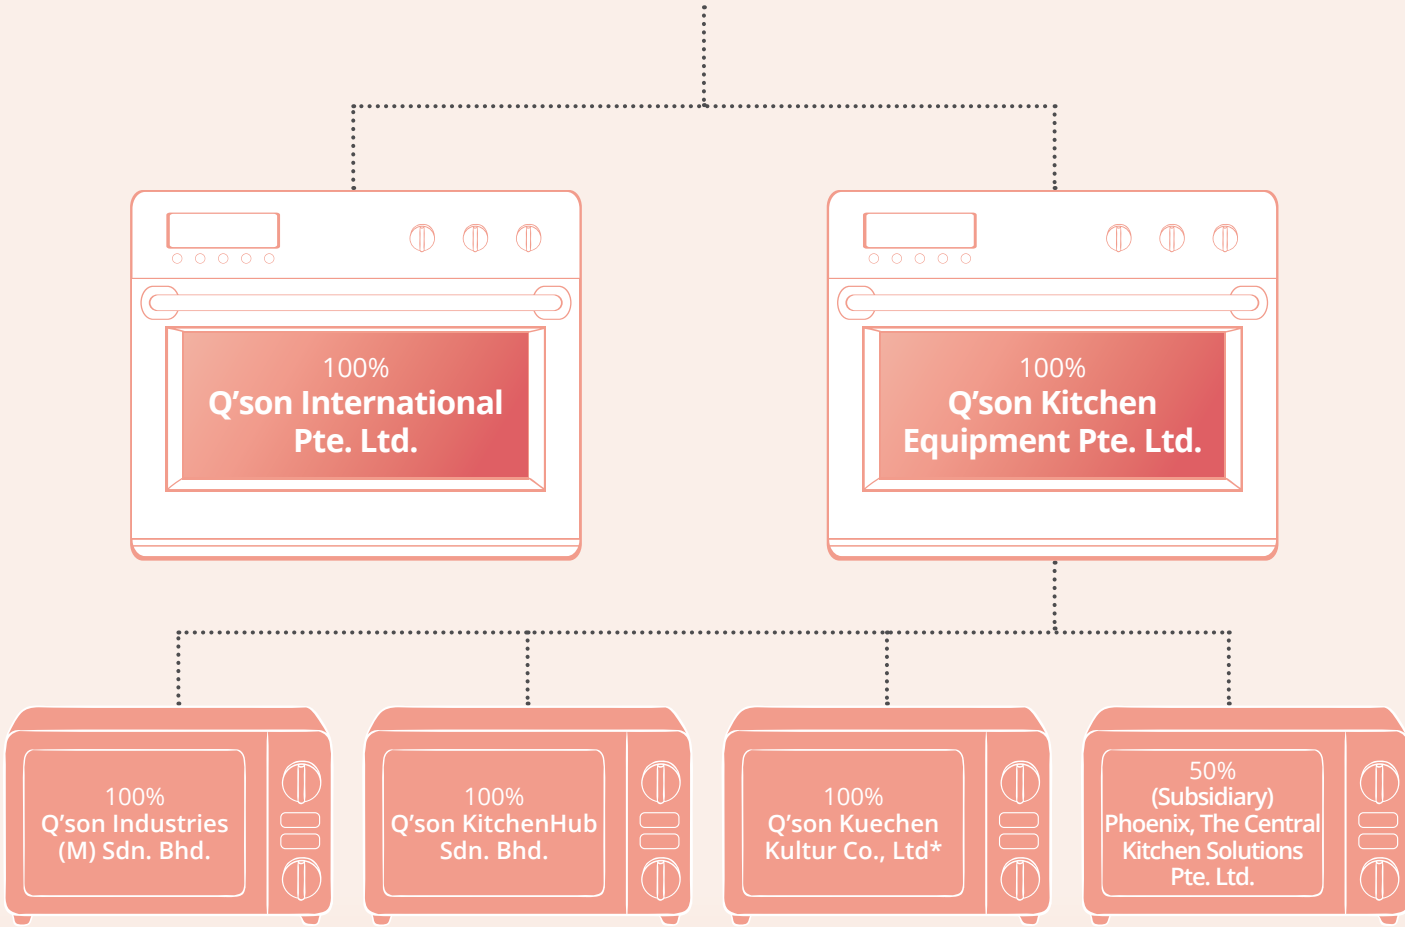 100%
Q’son International
Pte. Ltd.
100%
Q’son Kitchen
Equipment Pte. Ltd.
100%
Q’son Industries
(M) Sdn. Bhd.
100%
Q’son KitchenHub
Sdn. Bhd.
100%
Q’son Kuechen
Kultur Co., Ltd*
50%
(Subsidiary)
Phoenix, The Central
Kitchen Solutions
Pte. Ltd.